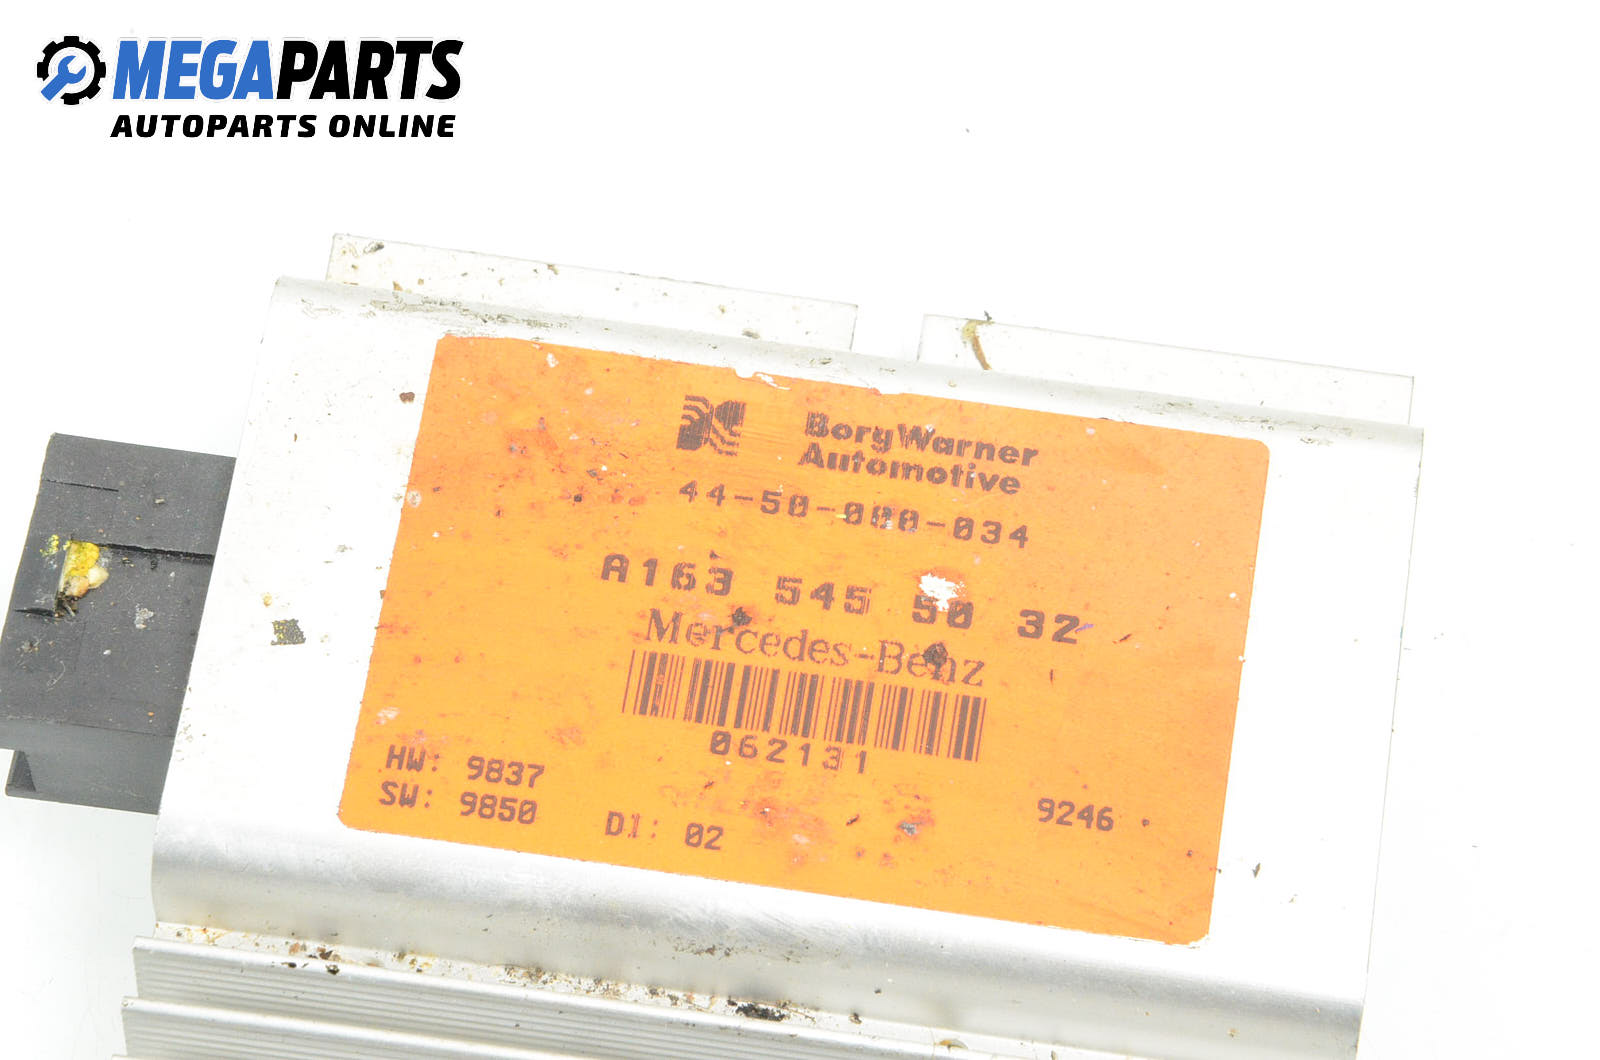 MEGAPARTS
AUTOPARTS ONLINE
BorgWarner
Automotive
44-50-000-034
A163 545 50 32
Mercedes-Benz
062131
HW: 9837
SW: 9850
DI: 02
9246